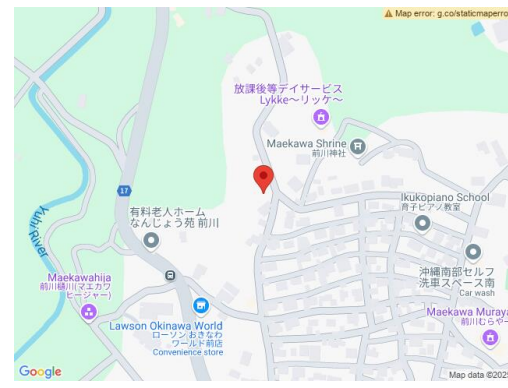 Map error: g.co/staticmaperro
放課後等デイサービス
Lykke〜リッケ〜
Maekawa Shrine
前川神社
17
Ikukopiano School
育子ピアノ教室
有料老人ホーム
なんじょう苑 前川
Yuhi River
沖縄南部セルフ
洗車スペース南
Car wash
Maekawahija
前川樋川(マエカワ
ヒージャー)
Lawson Okinawa World
ローソン おきなわ
ワールド前店
Convenience store
Maekawa Muraya
前川むらやー
Google
Map data ©2025